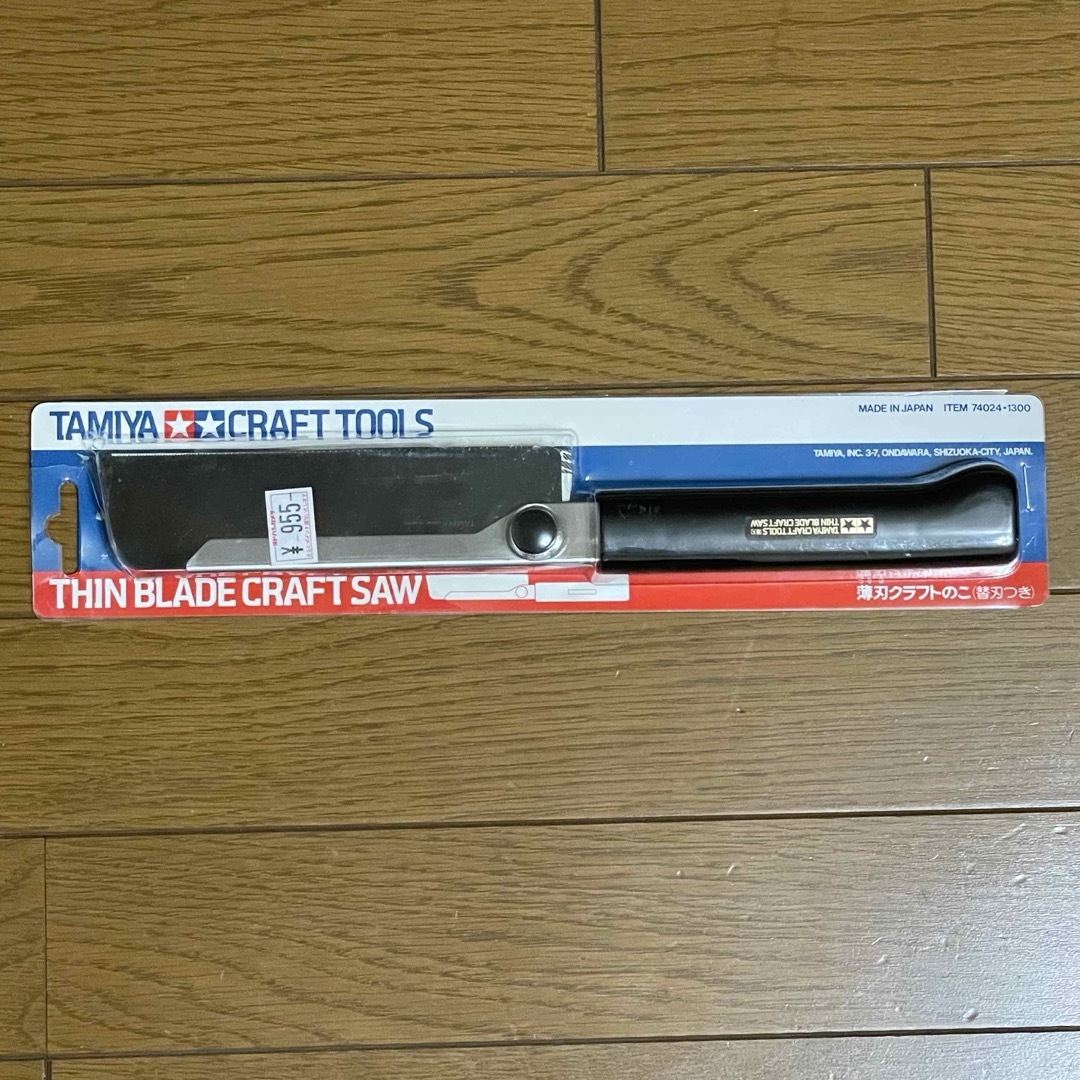 TAMIYA CRAFT TOOLS
MADE IN JAPAN ITEM 74024•1300
TAMIYA, INC. 3-7, ONDAWARA, SHIZUOKA-CITY, JAPAN.
¥ 955-
TAMIYA CRAFT TOOLS
THIN BLADE CRAFT SAW
THIN BLADE CRAFT SAW
薄刃クラフトのこ(替刃つき)